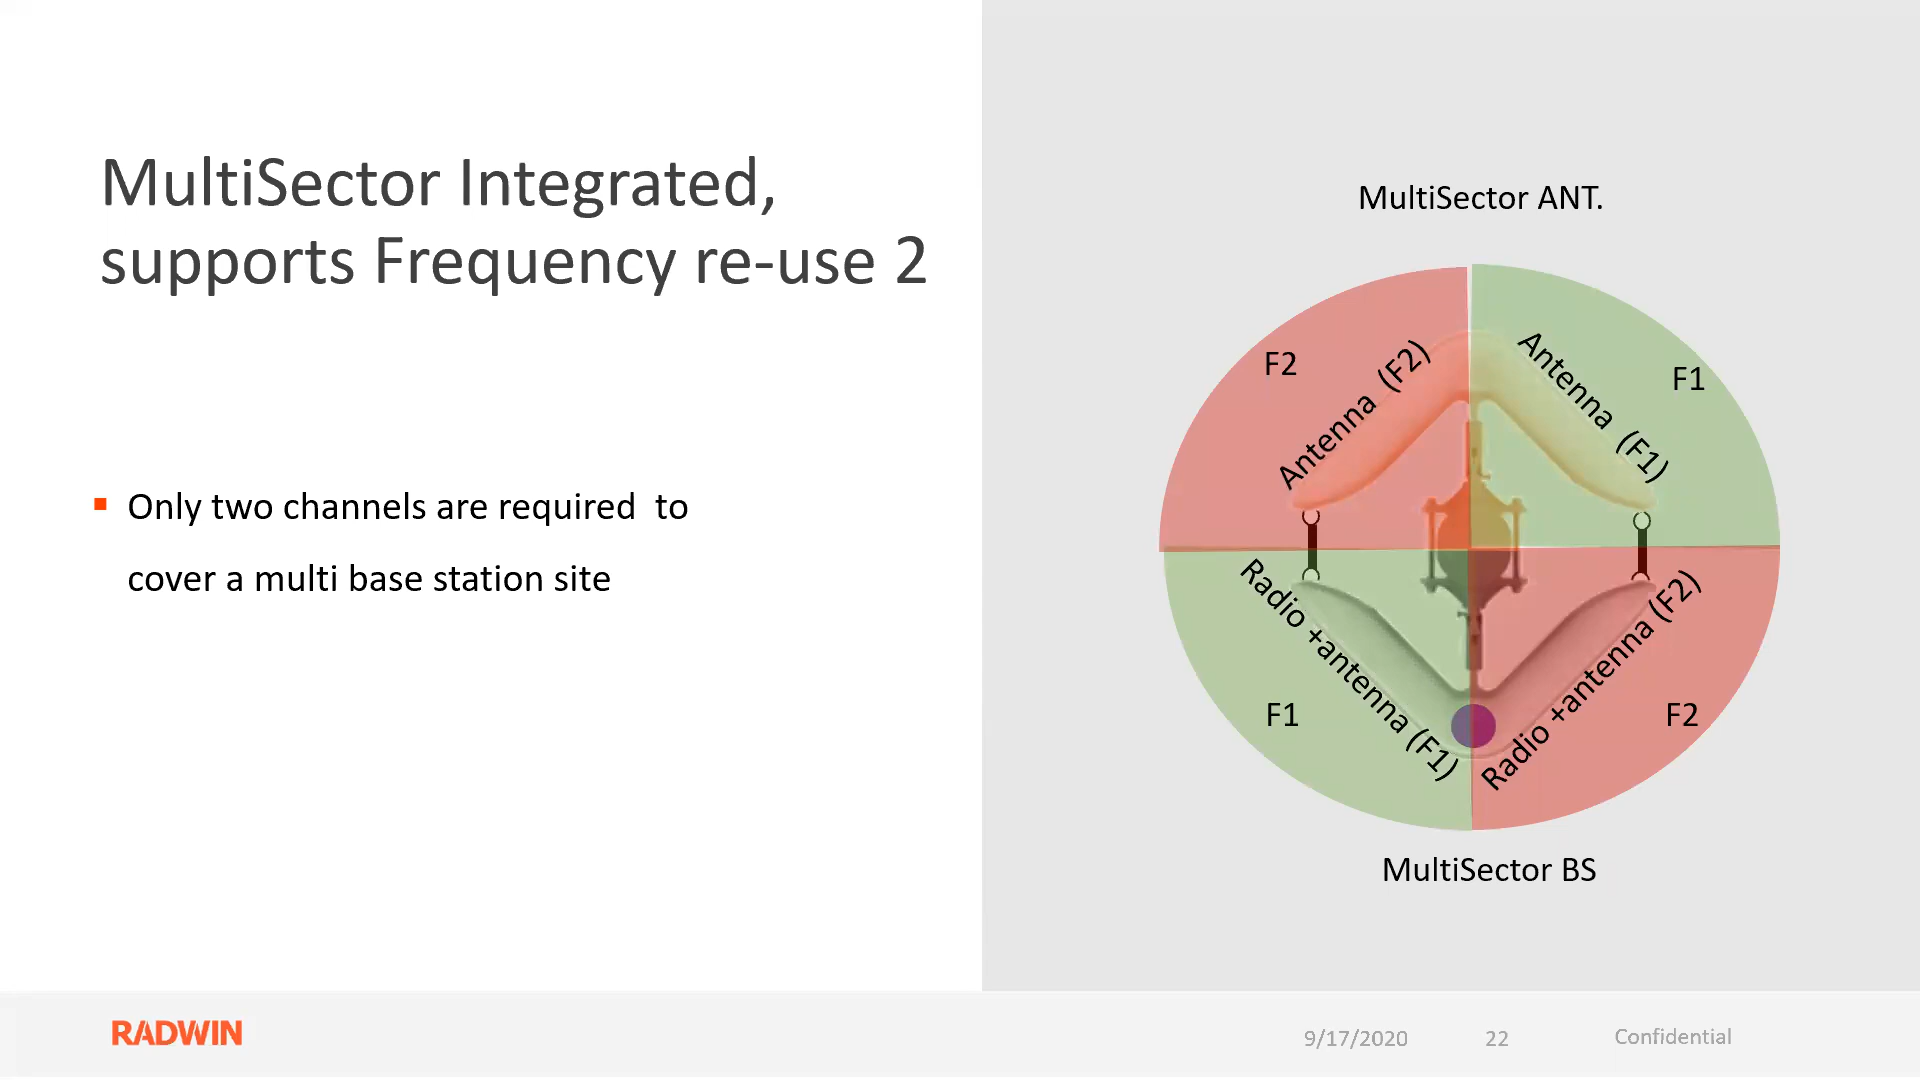 MultiSector Integrated,
supports Frequency re-use 2
Only two channels are required  to
cover a multi base station site
MultiSector ANT.
F2
Antenna  (F2)
Antenna  (F1)
F1
Radio +antenna (F1)
Radio +antenna (F2)
F1
F2
MultiSector BS
RADWIN
9/17/2020
22
Confidential